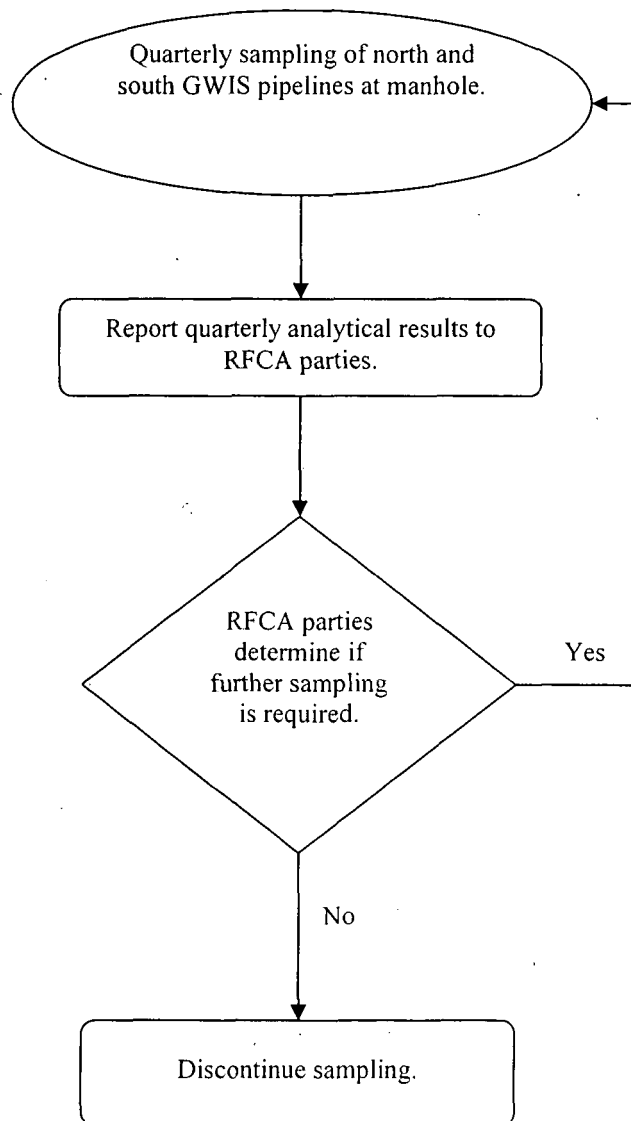 Quarterly sampling of north and
south GWIS pipelines at manhole.
Report quarterly analytical results to
RFCA parties.
RFCA parties
determine if
further sampling
is required.
Yes
No
Discontinue sampling.